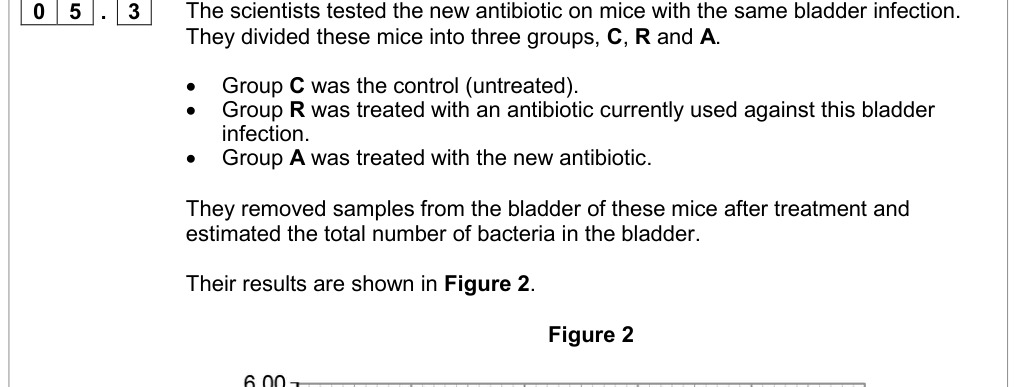 0 5 . 3 The scientists tested the new antibiotic on mice with the same bladder infection.
They divided these mice into three groups, C, R and A.
• Group C was the control (untreated).
• Group R was treated with an antibiotic currently used against this bladder
infection.
• Group A was treated with the new antibiotic.
They removed samples from the bladder of these mice after treatment and
estimated the total number of bacteria in the bladder.
Their results are shown in Figure 2.
Figure 2
6.00